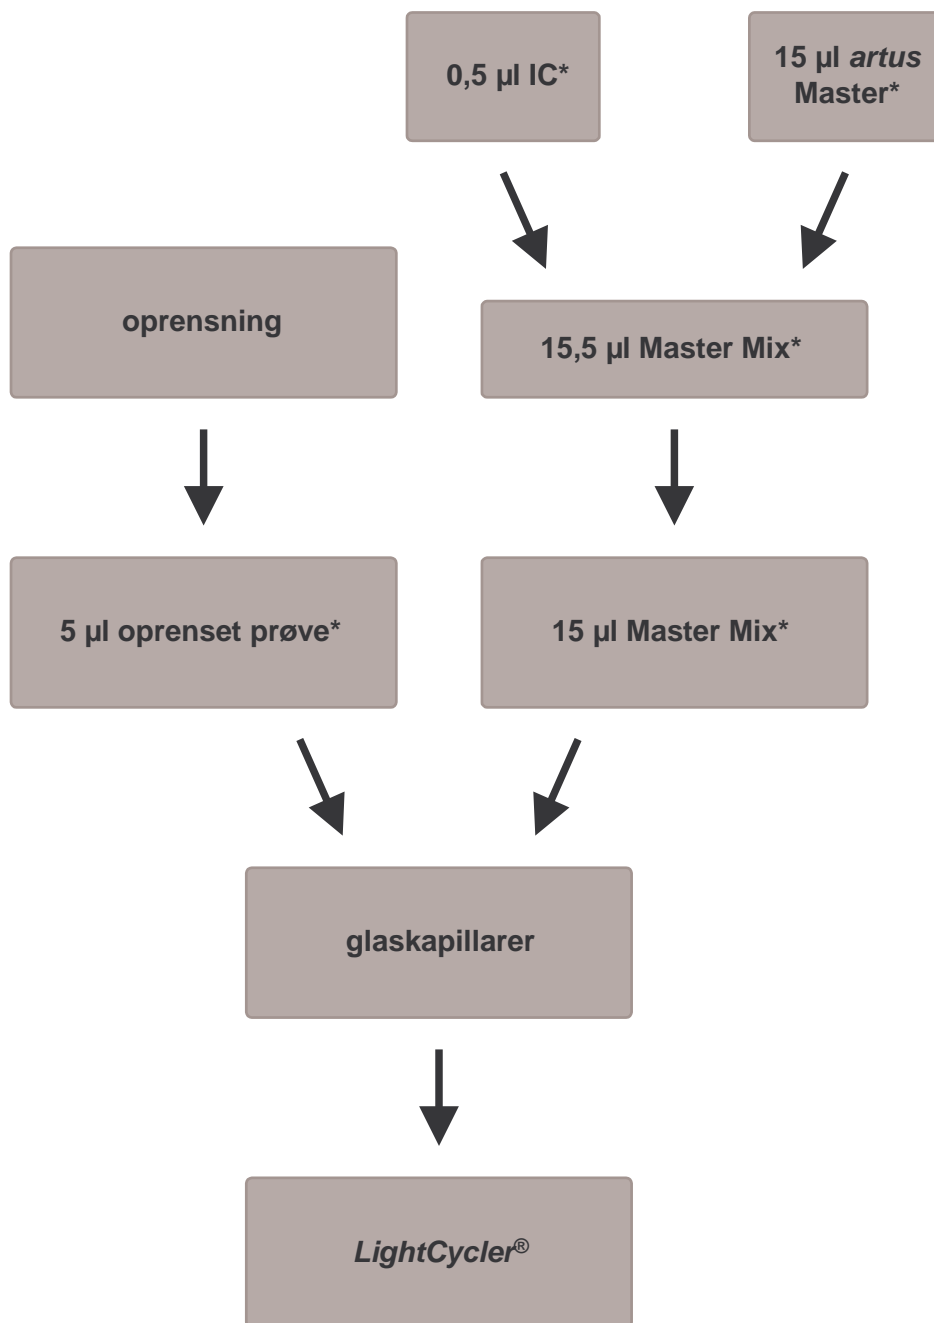 0,5 µl IC*
15 µl artus
Master*
oprensning
15,5 µl Master Mix*
5 µl oprenset prøve*
15 µl Master Mix*
glaskapillarer
LightCycler®